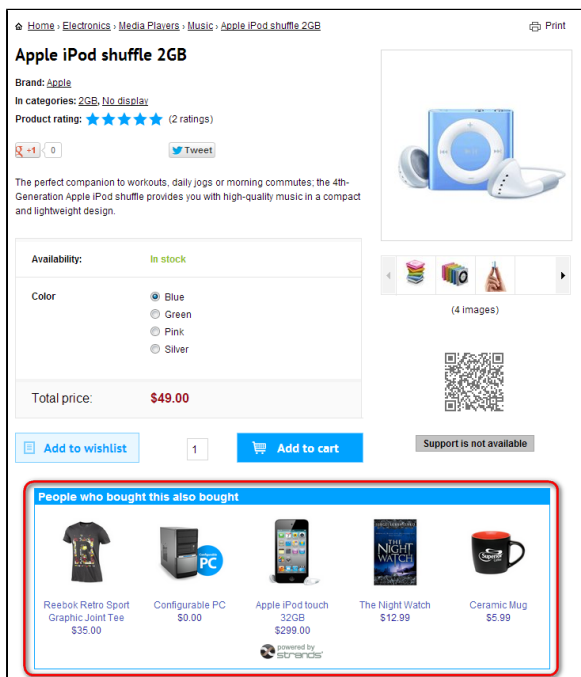 Home › Electronics › Media Players › Music › Apple iPod shuffle 2GB
Print
Apple iPod shuffle 2GB
Brand: Apple
In categories: 2GB, No display
Product rating: (2 ratings)
+1 0
Tweet
The perfect companion to workouts, daily jogs or morning commutes; the 4th-
Generation Apple iPod shuffle provides you with high-quality music in a compact
and lightweight design.
Availability: In stock
Color
Blue
Green
Pink
Silver
(4 images)
Total price: $49.00
Add to wishlist
1
Add to cart
Support is not available
People who bought this also bought
PC
THE
NIGHT
WATCH
Superior
Reebok Retro Sport
Graphic Joint Tee
$35.00
Configurable PC
$0.00
Apple iPod touch
32GB
$299.00
The Night Watch
$12.99
Ceramic Mug
$5.99
powered by
strands